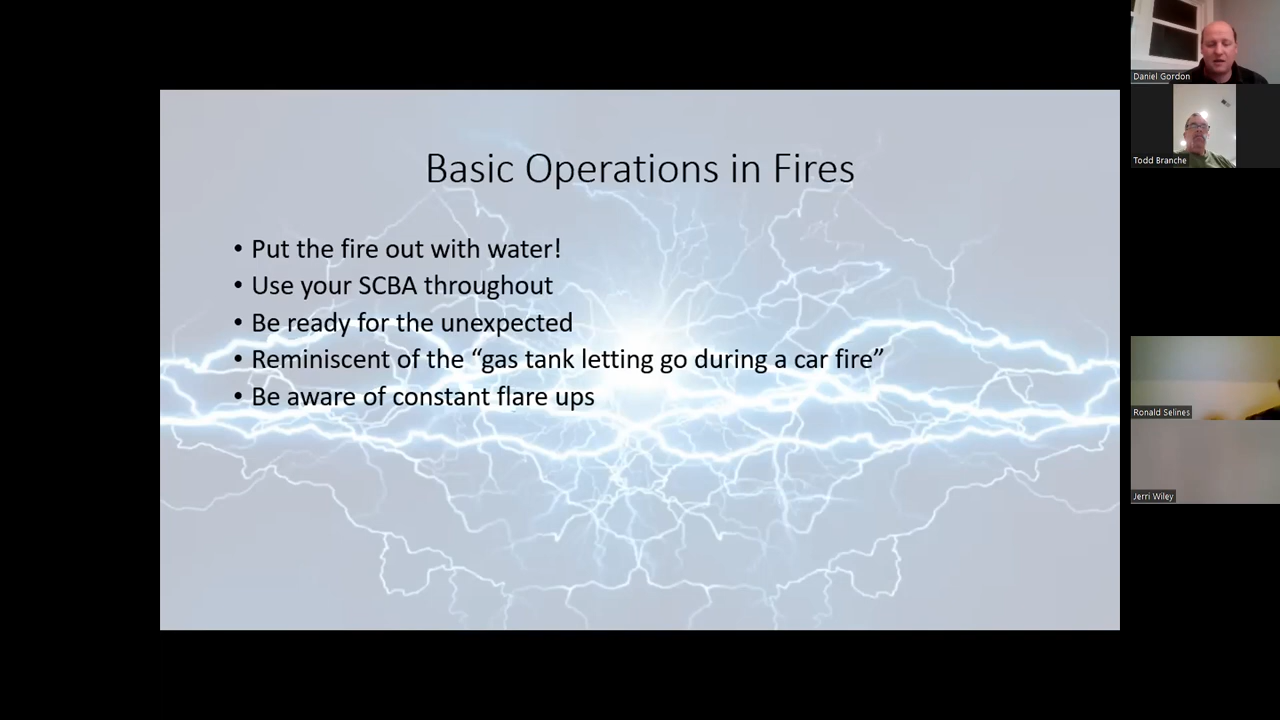 Basic Operations in Fires
• Put the fire out with water!
• Use your SCBA throughout
• Be ready for the unexpected
• Reminiscent of the “gas tank letting go during a car fire”
• Be aware of constant flare ups
Daniel Gordon
Todd Branche
Ronald Selines
Jerri Wiley